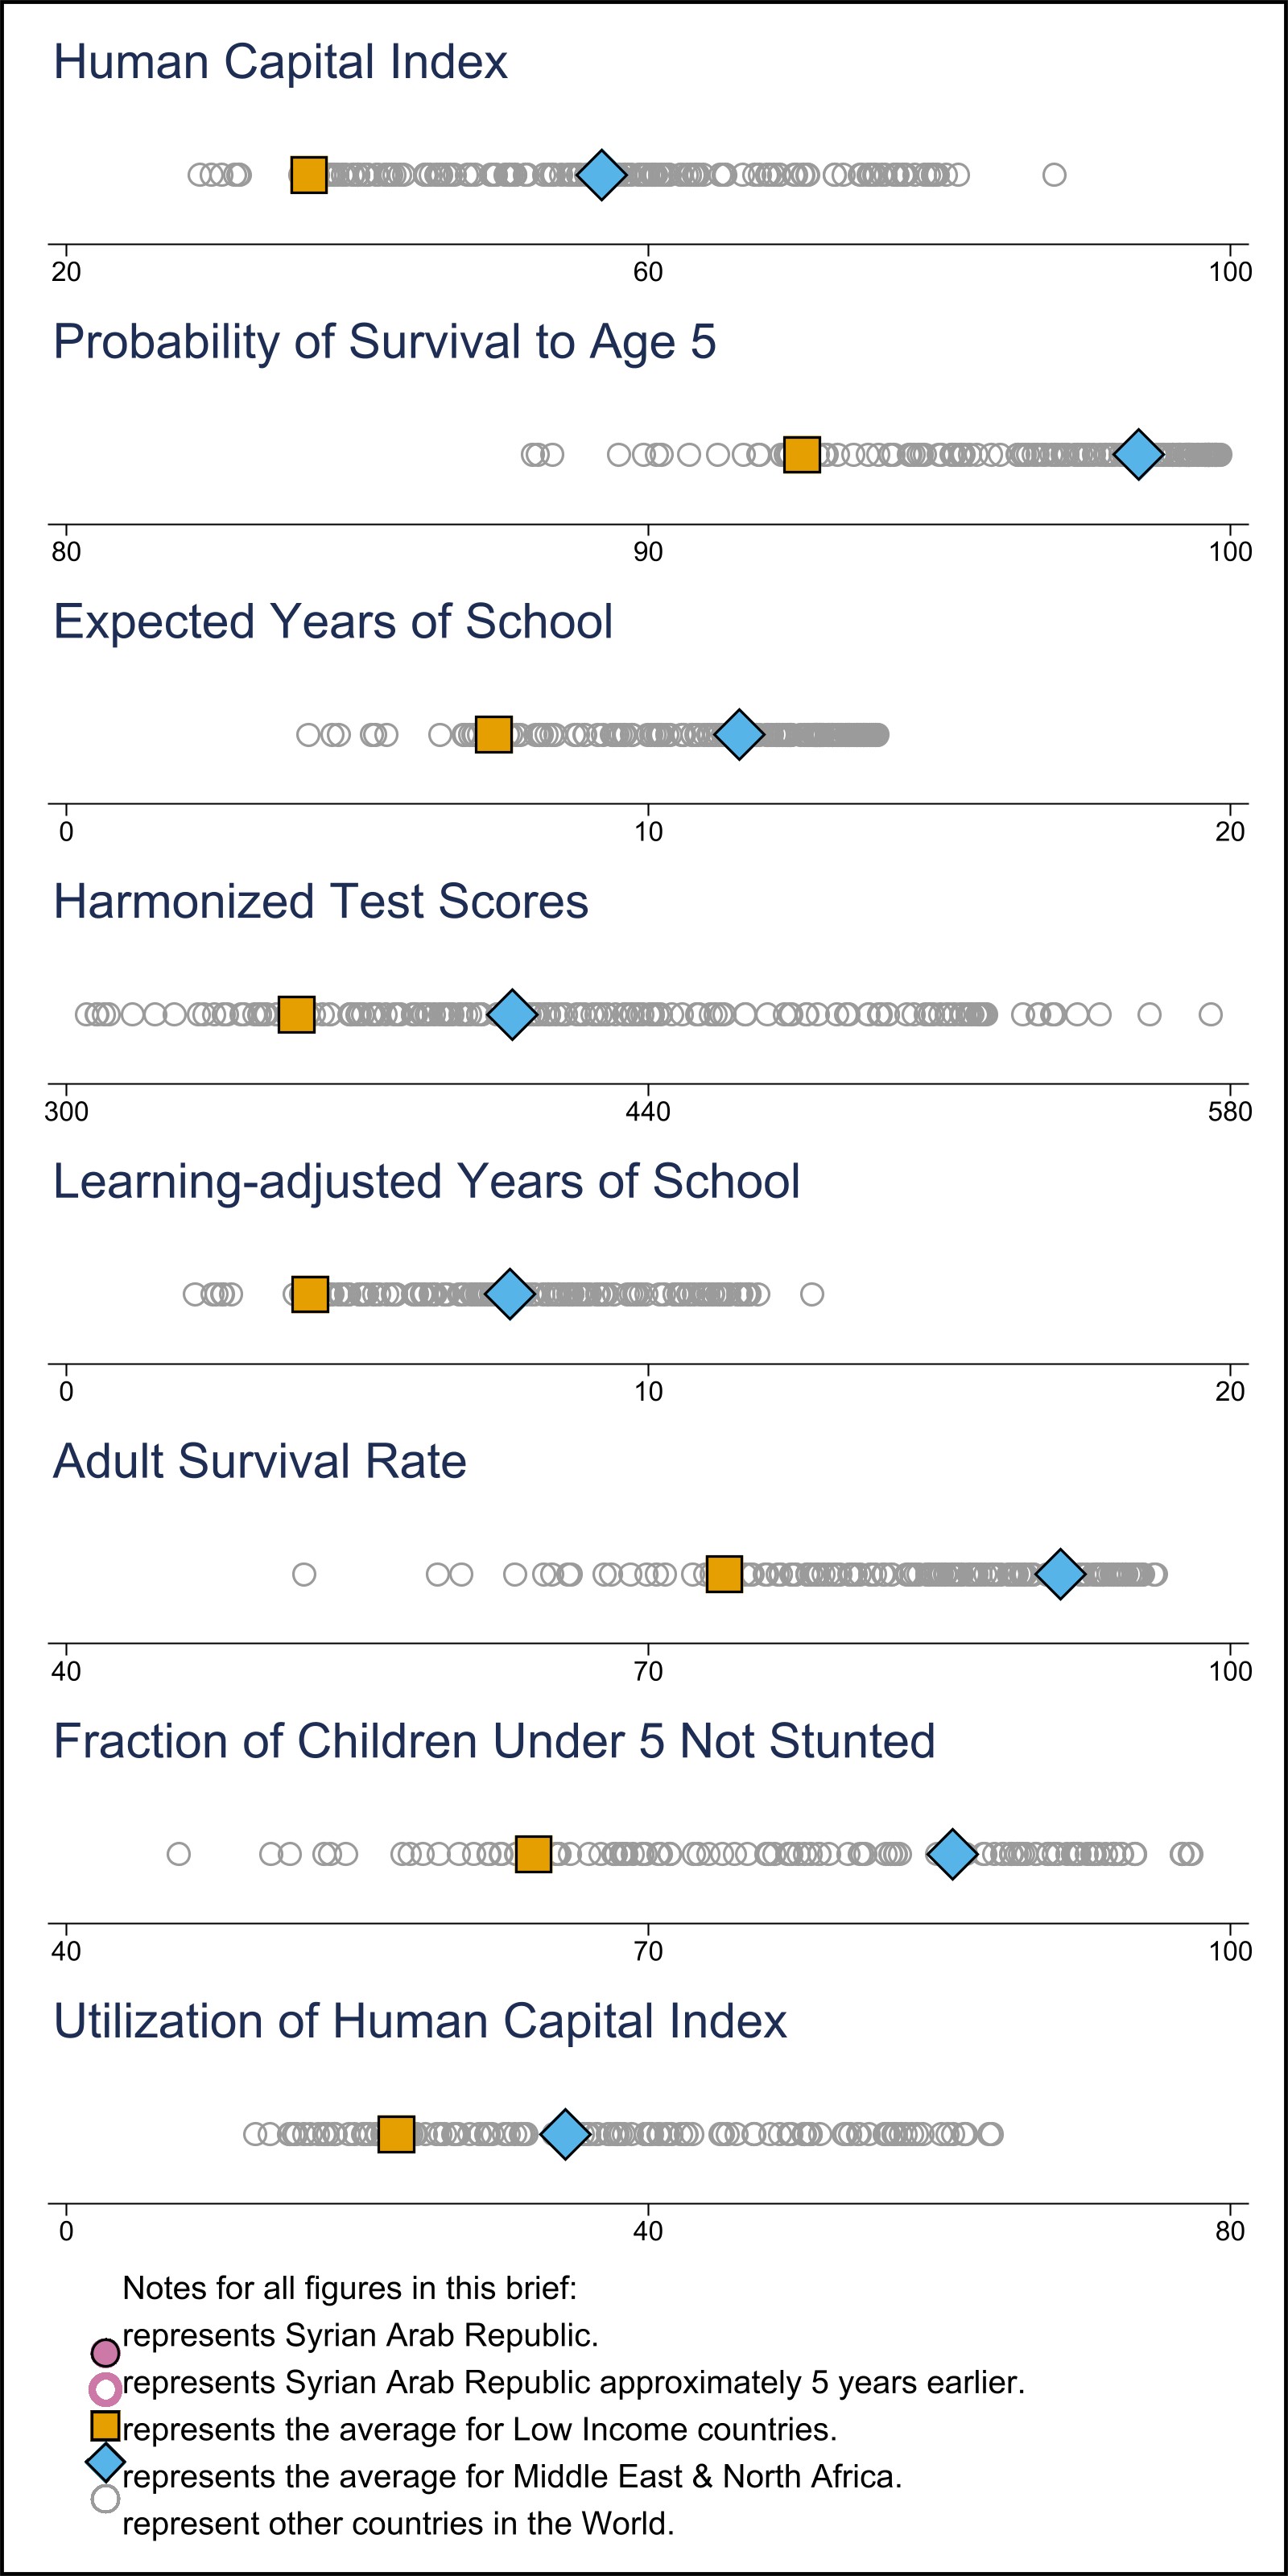 Human Capital Index
20 60 100
Probability of Survival to Age 5
80 90 100
Expected Years of School
0 10 20
Harmonized Test Scores
300 440 580
Learning-adjusted Years of School
0 10 20
Adult Survival Rate
40 70 100
Fraction of Children Under 5 Not Stunted
40 70 100
Utilization of Human Capital Index
0 40 80
Notes for all figures in this brief:
represents Syrian Arab Republic.
represents Syrian Arab Republic approximately 5 years earlier.
represents the average for Low Income countries.
represents the average for Middle East & North Africa.
represent other countries in the World.